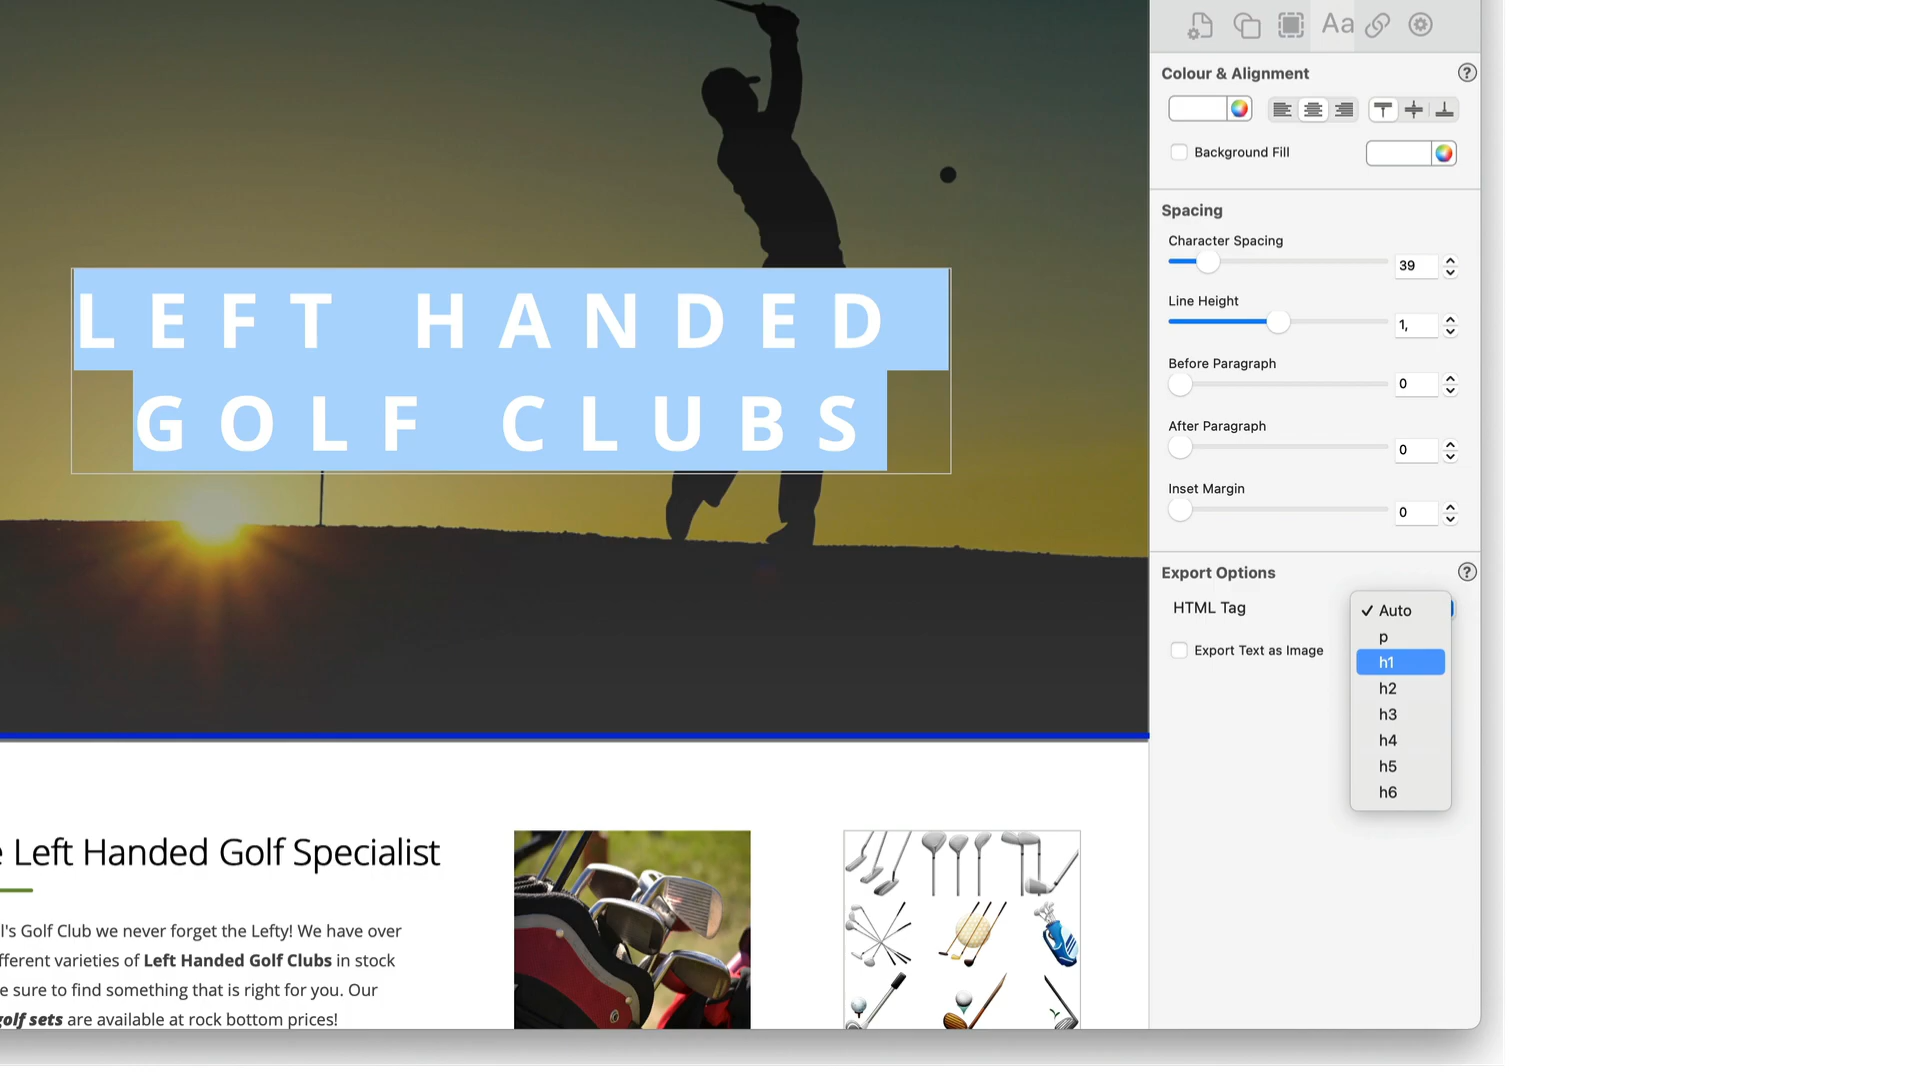 Aa
Colour & Alignment
?
Background Fill
Spacing
Character Spacing
39
Line Height
1,
Before Paragraph
0
After Paragraph
0
Inset Margin
0
Export Options
?
HTML Tag
✓ Auto
p
h1
h2
h3
h4
h5
h6
Export Text as Image
LEFT HANDED
GOLF CLUBS
e Left Handed Golf Specialist
l's Golf Club we never forget the Lefty! We have over
fferent varieties of Left Handed Golf Clubs in stock
e sure to find something that is right for you. Our
golf sets are available at rock bottom prices!